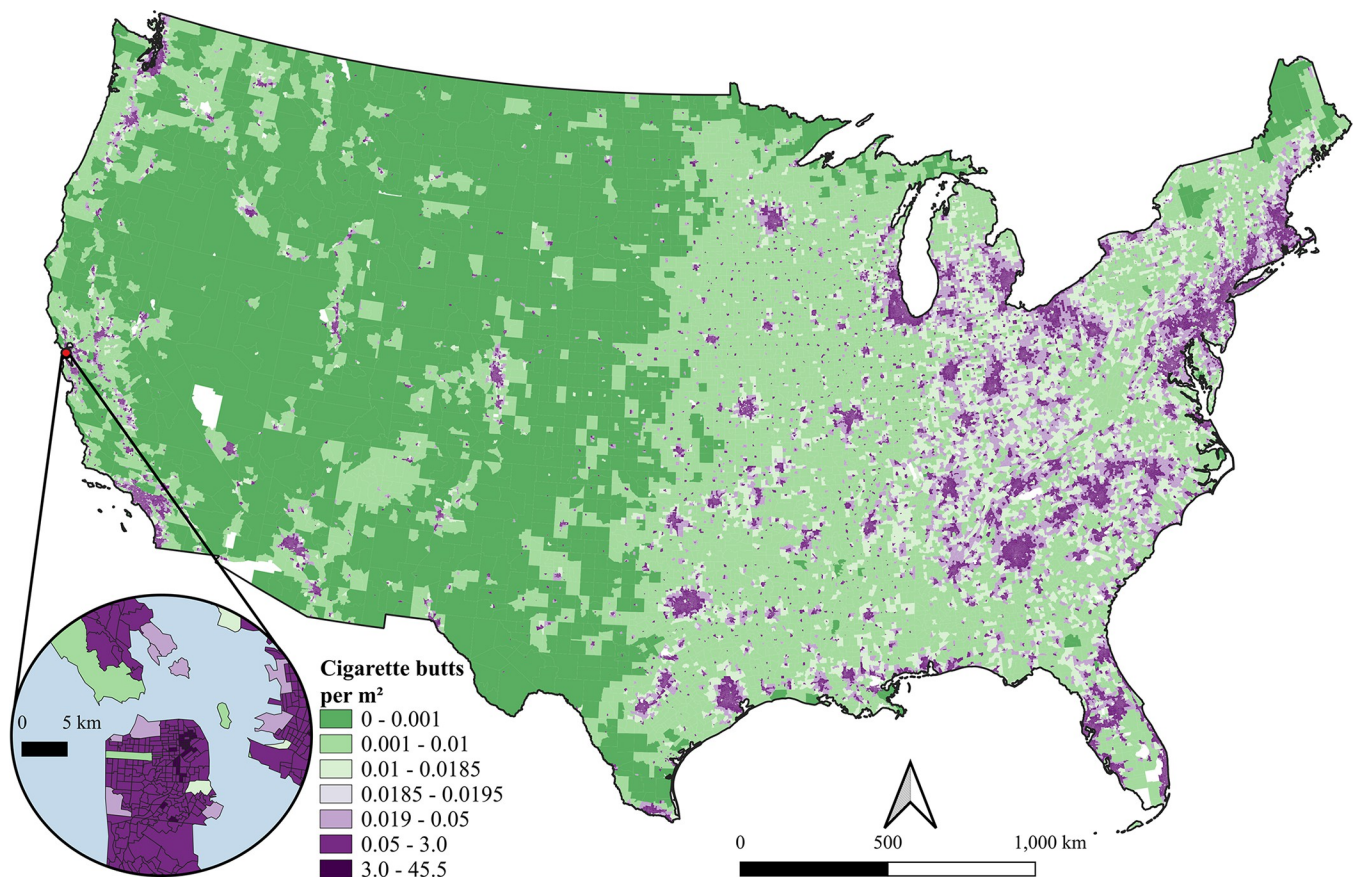 0 5 km
Cigarette butts
per m²
0 - 0.001
0.001 - 0.01
0.01 - 0.0185
0.0185 - 0.0195
0.019 - 0.05
0.05 - 3.0
3.0 - 45.5
0 500 1,000 km